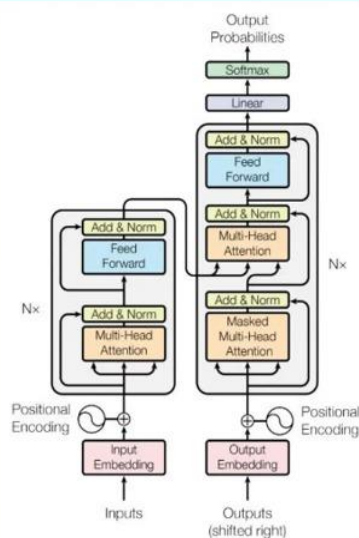 Output
Probabilities
Softmax
Linear
Add & Norm
Feed
Forward
Add & Norm
Multi-Head
Attention
Add & Norm
Masked
Multi-Head
Attention
Nx
Add & Norm
Feed
Forward
Add & Norm
Multi-Head
Attention
Nx
Positional
Encoding
Positional
Encoding
Input
Embedding
Output
Embedding
Inputs
Outputs
(shifted right)